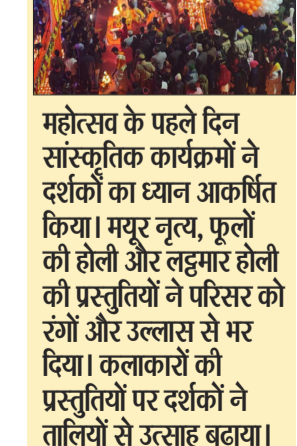 महोत्सव के पहले दिन
सांस्कृतिक कार्यक्रमों ने
दर्शकों का ध्यान आकर्षित
किया। मयूर नृत्य, फूलों
की होली और लट्ठमार होली
की प्रस्तुतियों ने परिसर को
रंगों और उल्लास से भर
दिया। कलाकारों की
प्रस्तुतियों पर दर्शकों ने
तालियों से उत्साह बढ़ाया।